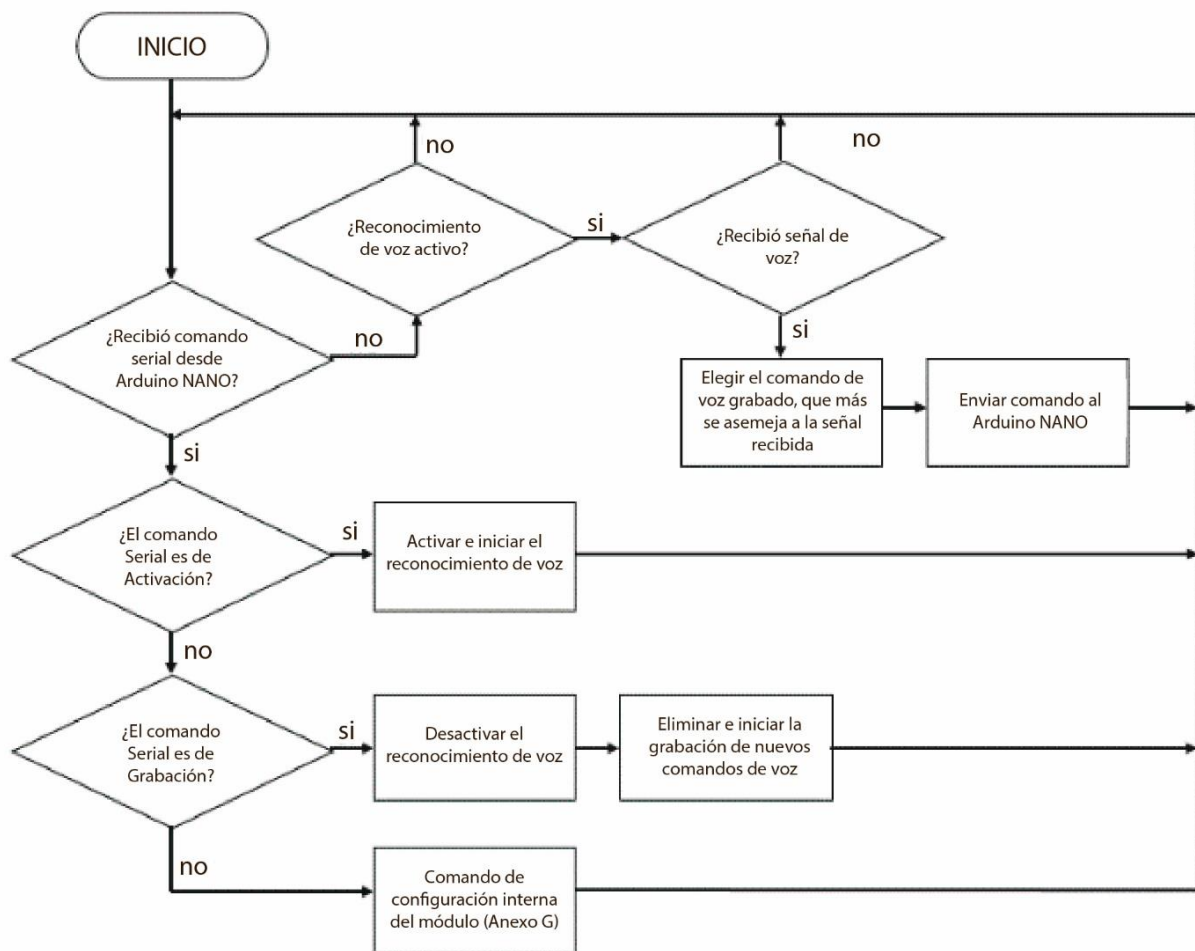 INICIO
no
no
¿Reconocimiento
de voz activo?
si
¿Recibió señal de
voz?
¿Recibió comando
serial desde
Arduino NANO?
no
si
Elegir el comando de
voz grabado, que más
se asemeja a la señal
recibida
Enviar comando al
Arduino NANO
si
¿El comando
Serial es de
Activación?
si
Activar e iniciar el
reconocimiento de voz
no
¿El comando
Serial es de
Grabación?
si
Desactivar el
reconocimiento de voz
Eliminar e iniciar la
grabación de nuevos
comandos de voz
no
Comando de
configuración interna
del módulo (Anexo G)